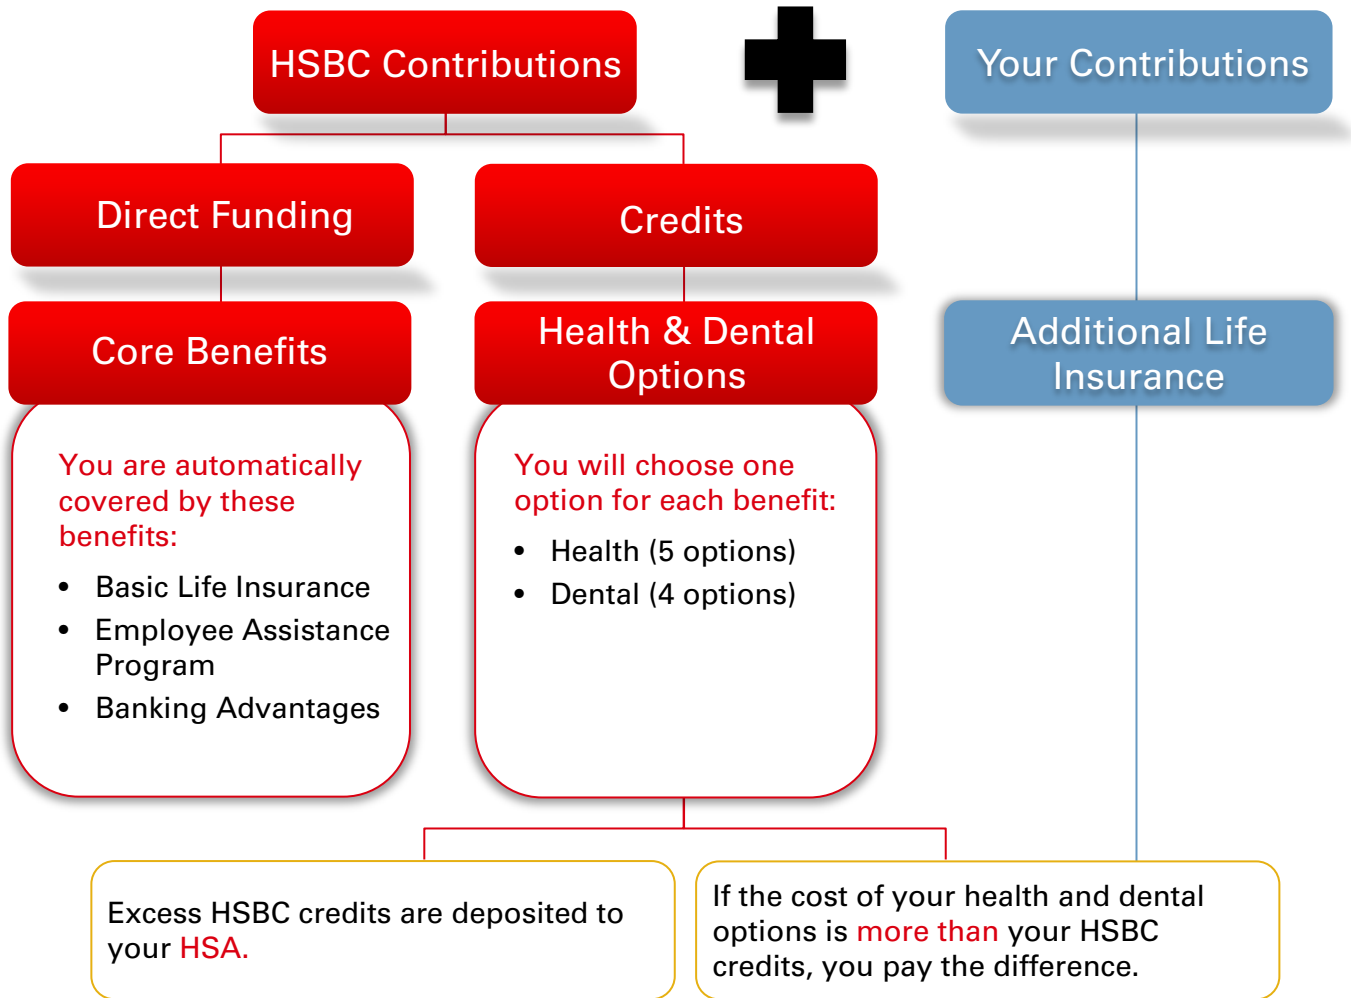 HSBC Contributions
Your Contributions
Direct Funding
Credits
Core Benefits
Health & Dental
Options
Additional Life
Insurance
You are automatically
covered by these
benefits:
• Basic Life Insurance
• Employee Assistance
Program
• Banking Advantages
You will choose one
option for each benefit:
• Health (5 options)
• Dental (4 options)
Excess HSBC credits are deposited to
your HSA.
If the cost of your health and dental
options is more than your HSBC
credits, you pay the difference.